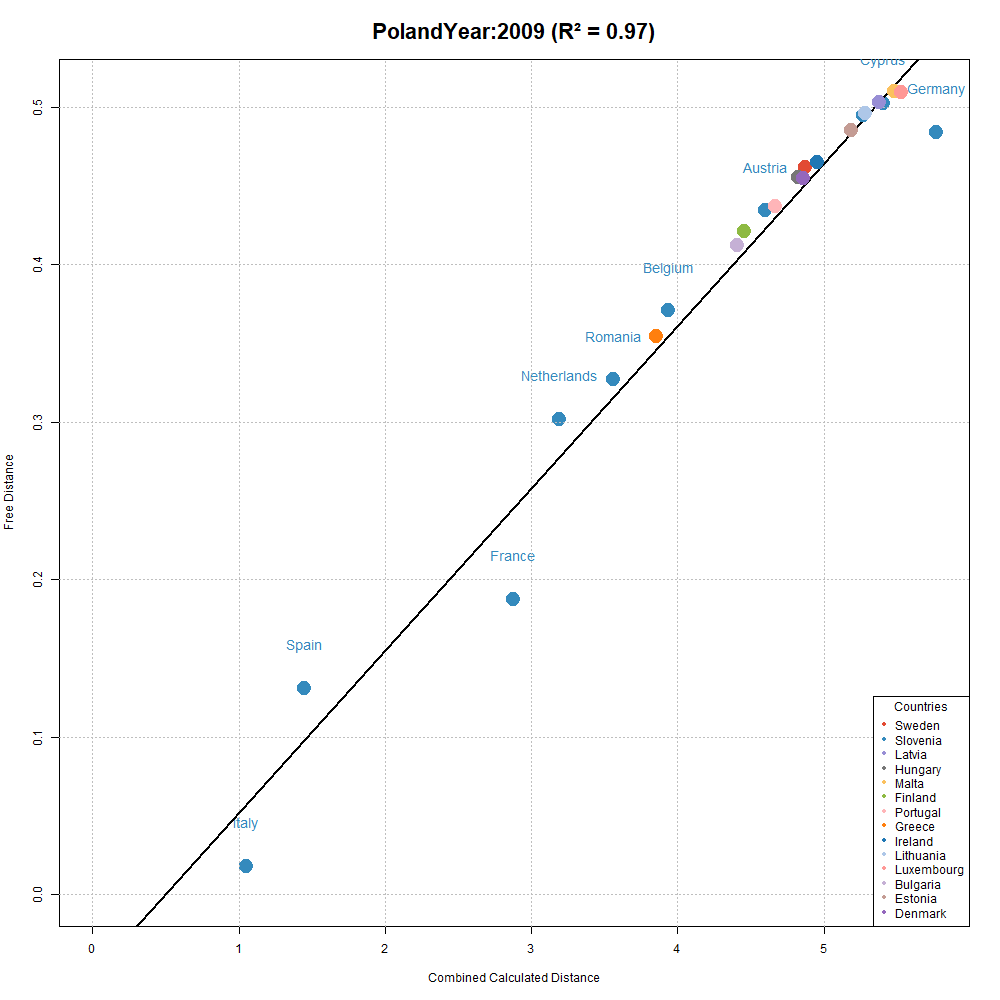 PolandYear:2009 (R² = 0.97)
Cyprus
Germany
Austria
Belgium
Romania
Netherlands
France
Spain
Italy
0.5
0.4
0.3
0.2
0.1
0.0
Free Distance
Countries
Sweden
Slovenia
Latvia
Hungary
Malta
Finland
Portugal
Greece
Ireland
Lithuania
Luxembourg
Bulgaria
Estonia
Denmark
0 1 2 3 4 5
Combined Calculated Distance